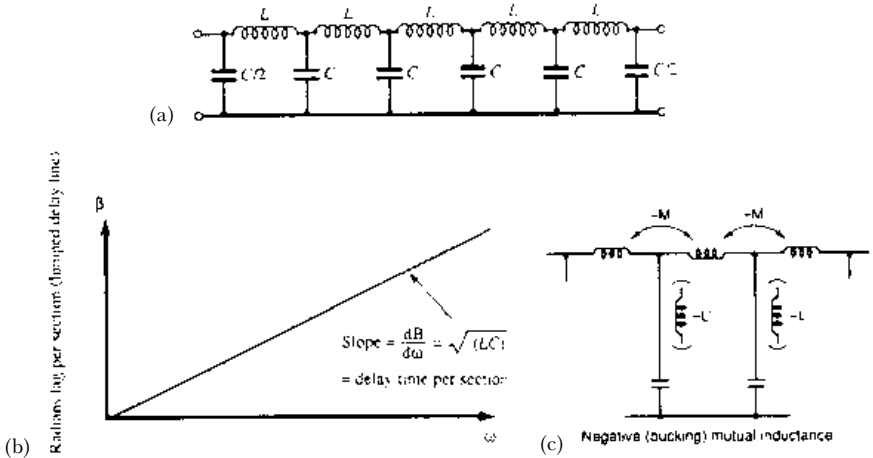 L L L L L
C/2 C C C C C/2
(a)
Radians lag per section (lumped delay line)
β
Slope = dB/dω = √(LC)
= delay time per section
ω
(b)
–M –M
–L' –L
(c)
Negative (bucking) mutual inductance